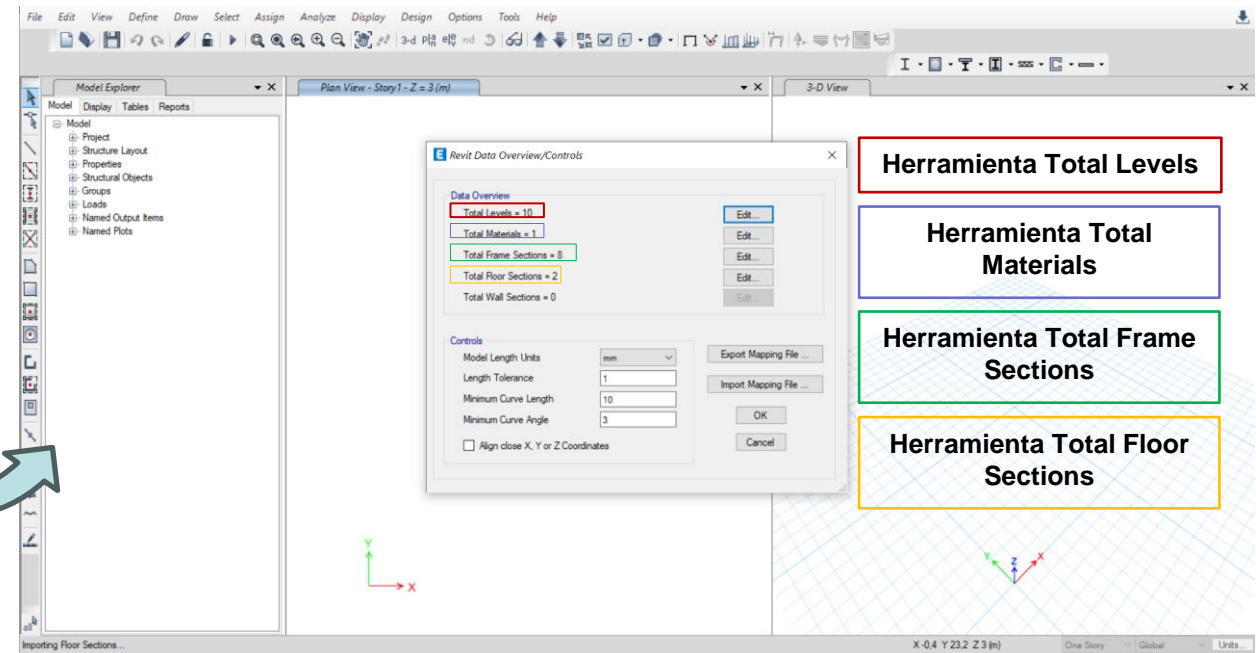 File Edit View Define Draw Select Assign Analyze Display Design Options Tools Help
3-d
nd
Model Explorer
Plan View - Story1 - Z = 3 (m)
3-D View
Model Display Tables Reports
Model
Project
Structure Layout
Properties
Structural Objects
Groups
Loads
Named Output Items
Named Plots
Revit Data Overview/Controls
Data Overview
Total Levels = 10 Edit...
Total Materials = 1 Edit...
Total Frame Sections = 8 Edit...
Total Floor Sections = 2 Edit...
Total Wall Sections = 0 Edit...
Controls
Model Length Units mm
Length Tolerance 1
Minimum Curve Length 10
Minimum Curve Angle 3
Align close X, Y or Z Coordinates
Export Mapping File ...
Import Mapping File ...
OK
Cancel
Herramienta Total Levels
Herramienta Total
Materials
Herramienta Total Frame
Sections
Herramienta Total Floor
Sections
Y
X
Y Z X
all
Importing Floor Sections...
X -0,4 Y 23,2 Z 3 (m)
One Story
Global
Units...